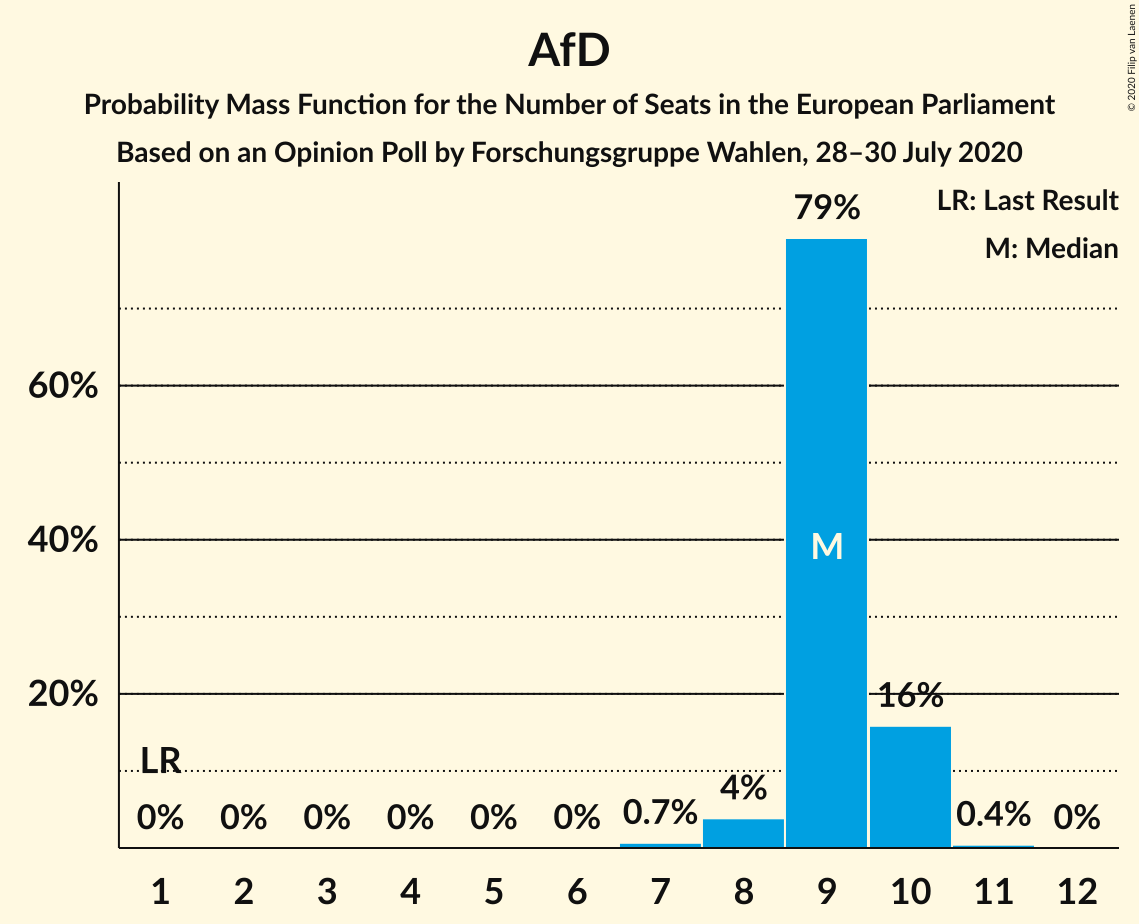 AfD
Probability Mass Function for the Number of Seats in the European Parliament
Based on an Opinion Poll by Forschungsgruppe Wahlen, 28–30 July 2020
© 2020 Filip van Laenen
LR: Last Result
M: Median
79%
60%
40%
20%
M
16%
LR
0%
0%
0%
0%
0%
0%
0.7%
4%
0.4%
0%
1 2 3 4 5 6 7 8 9 10 11 12